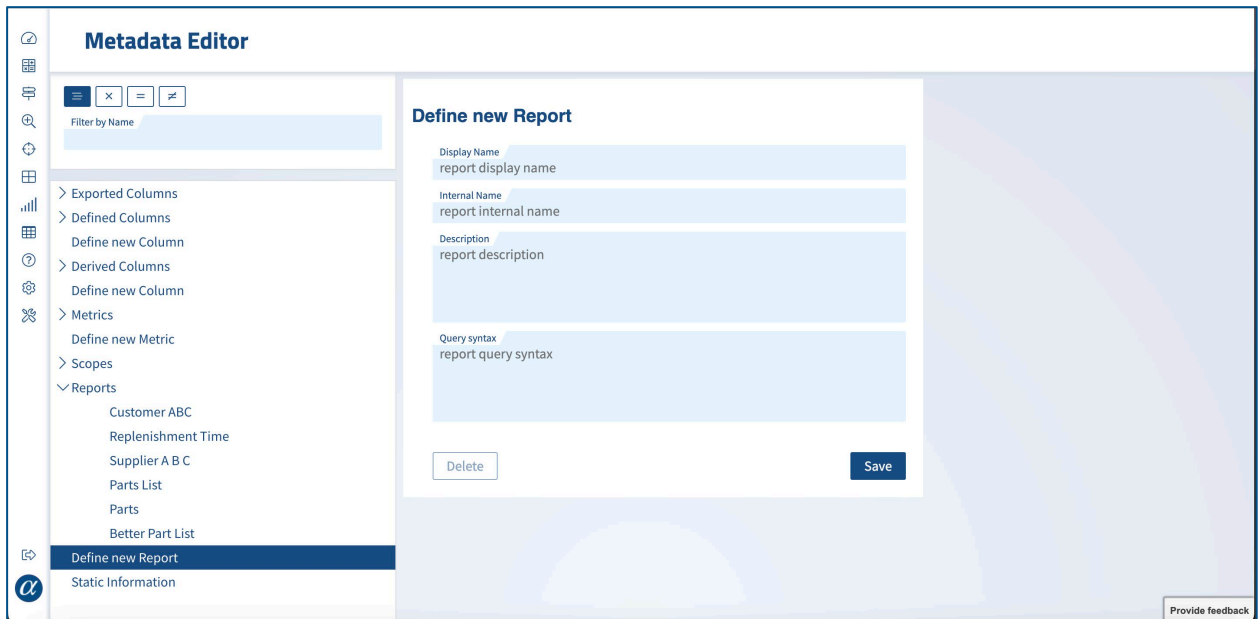 Metadata Editor
Filter by Name
Exported Columns
Defined Columns
Define new Column
Derived Columns
Define new Column
Metrics
Define new Metric
Scopes
Reports
Customer ABC
Replenishment Time
Supplier A B C
Parts List
Parts
Better Part List
Define new Report
Static Information
Define new Report
Display Name
report display name
Internal Name
report internal name
Description
report description
Query syntax
report query syntax
Delete
Save
α
Provide feedback